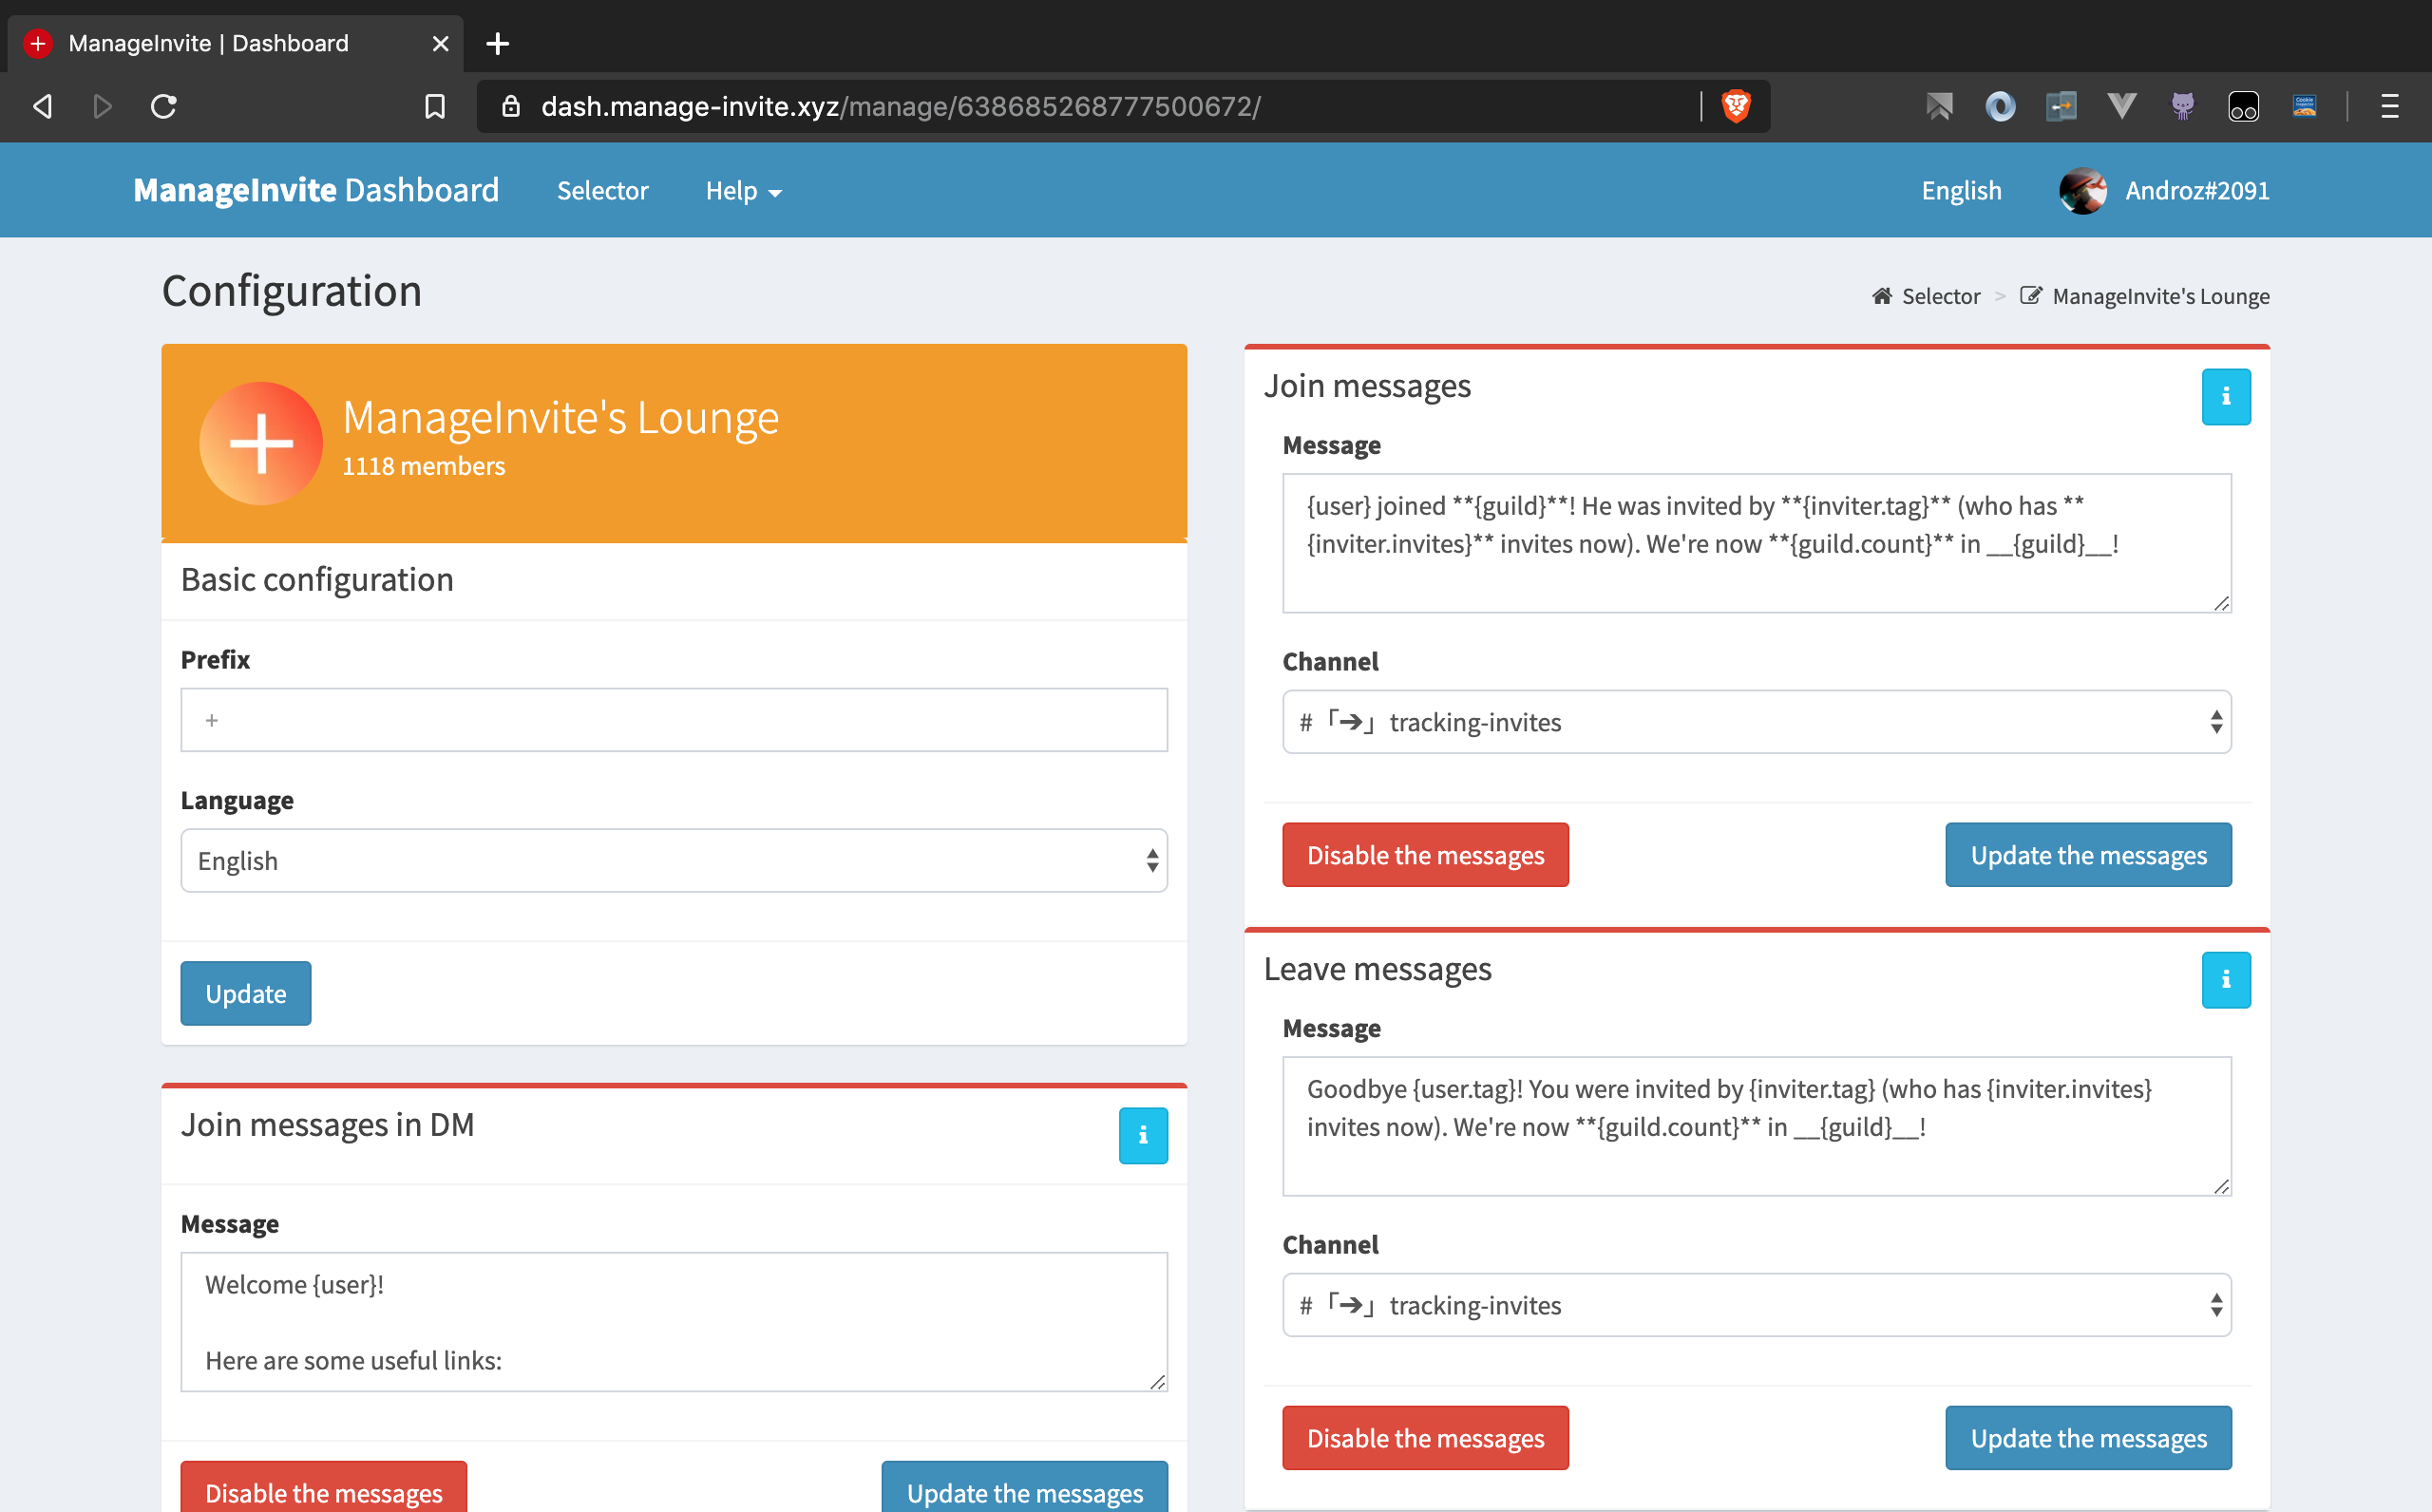 ManageInvite | Dashboard
dash.manage-invite.xyz/manage/638685268777500672/
ManageInvite Dashboard
Selector
Help
English
Androz#2091
Configuration
Selector > ManageInvite's Lounge
ManageInvite's Lounge
1118 members
Basic configuration
Prefix
+
Language
English
Update
Join messages in DM
i
Message
Welcome {user}!
Here are some useful links:
Disable the messages
Update the messages
Join messages
i
Message
{user} joined **{guild}**! He was invited by **{inviter.tag}** (who has **
{inviter.invites}** invites now). We're now **{guild.count}** in __{guild}__!
Channel
# 「➔」tracking-invites
Disable the messages
Update the messages
Leave messages
i
Message
Goodbye {user.tag}! You were invited by {inviter.tag} (who has {inviter.invites}
invites now). We're now **{guild.count}** in __{guild}__!
Channel
# 「➔」tracking-invites
Disable the messages
Update the messages